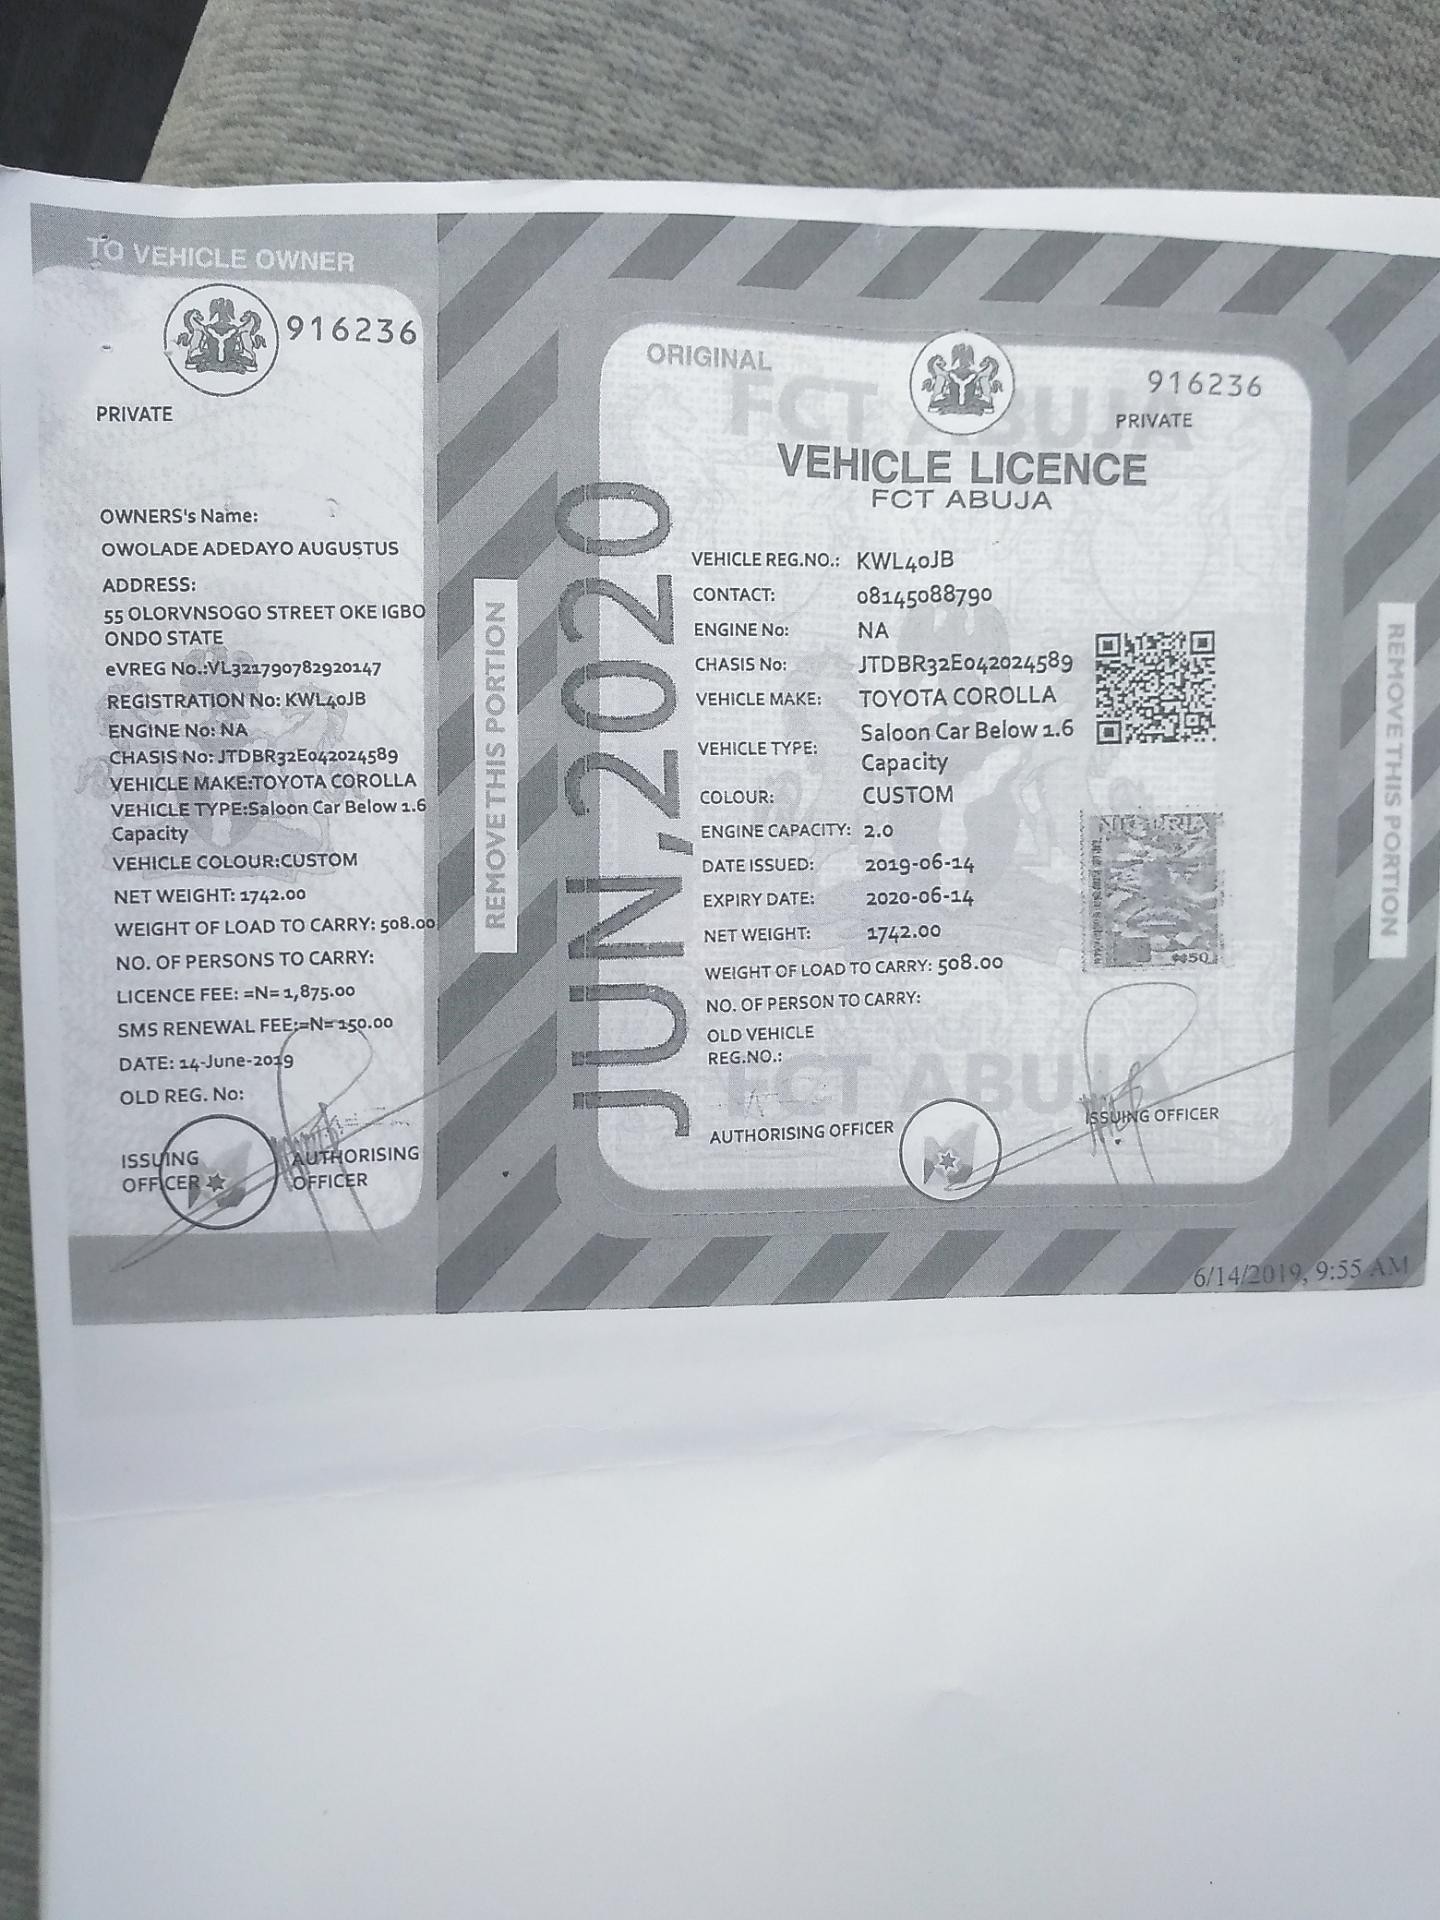 TO VEHICLE OWNER
916236
PRIVATE
OWNERS's Name:
OWOLADE ADEDAYO AUGUSTUS
ADDRESS:
55 OLORVNSOGO STREET OKE IGBO
ONDO STATE
eVREG No.:VL321790782920147
REGISTRATION No: KWL40JB
ENGINE No: NA
CHASIS No: JTDBR32E042024589
VEHICLE MAKE:TOYOTA COROLLA
VEHICLE TYPE:Saloon Car Below 1.6
Capacity
VEHICLE COLOUR:CUSTOM
NET WEIGHT: 1742.00
WEIGHT OF LOAD TO CARRY: 508.00
NO. OF PERSONS TO CARRY:
LICENCE FEE: =N= 1,875.00
SMS RENEWAL FEE:=N= 150.00
DATE: 14-June-2019
OLD REG. No:
ISSUING
OFFICER
AUTHORISING
OFFICER
REMOVE THIS PORTION
JUN,2020
ORIGINAL
FCT ABUJA
916236
PRIVATE
VEHICLE LICENCE
FCT ABUJA
VEHICLE REG.NO.: KWL40JB
CONTACT: 08145088790
ENGINE No: NA
CHASIS No: JTDBR32E042024589
VEHICLE MAKE: TOYOTA COROLLA
VEHICLE TYPE: Saloon Car Below 1.6
Capacity
COLOUR: CUSTOM
ENGINE CAPACITY: 2.0
DATE ISSUED: 2019-06-14
EXPIRY DATE: 2020-06-14
NET WEIGHT: 1742.00
WEIGHT OF LOAD TO CARRY: 508.00
NO. OF PERSON TO CARRY:
OLD VEHICLE
REG.NO.:
FCT ABUJA
AUTHORISING OFFICER
ISSUING OFFICER
NIGERIA
₦50
REMOVE THIS PORTION
6/14/2019, 9:55 AM